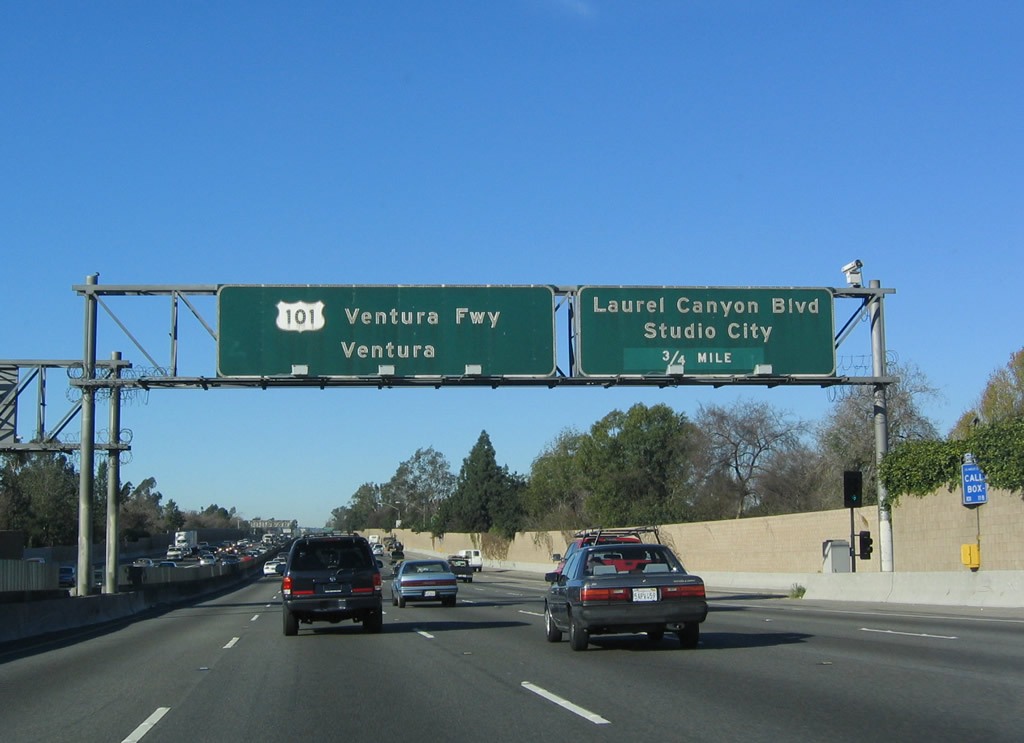 101 Ventura Fwy
Ventura
Laurel Canyon Blvd
Studio City
3/4 MILE
CALL
BOX